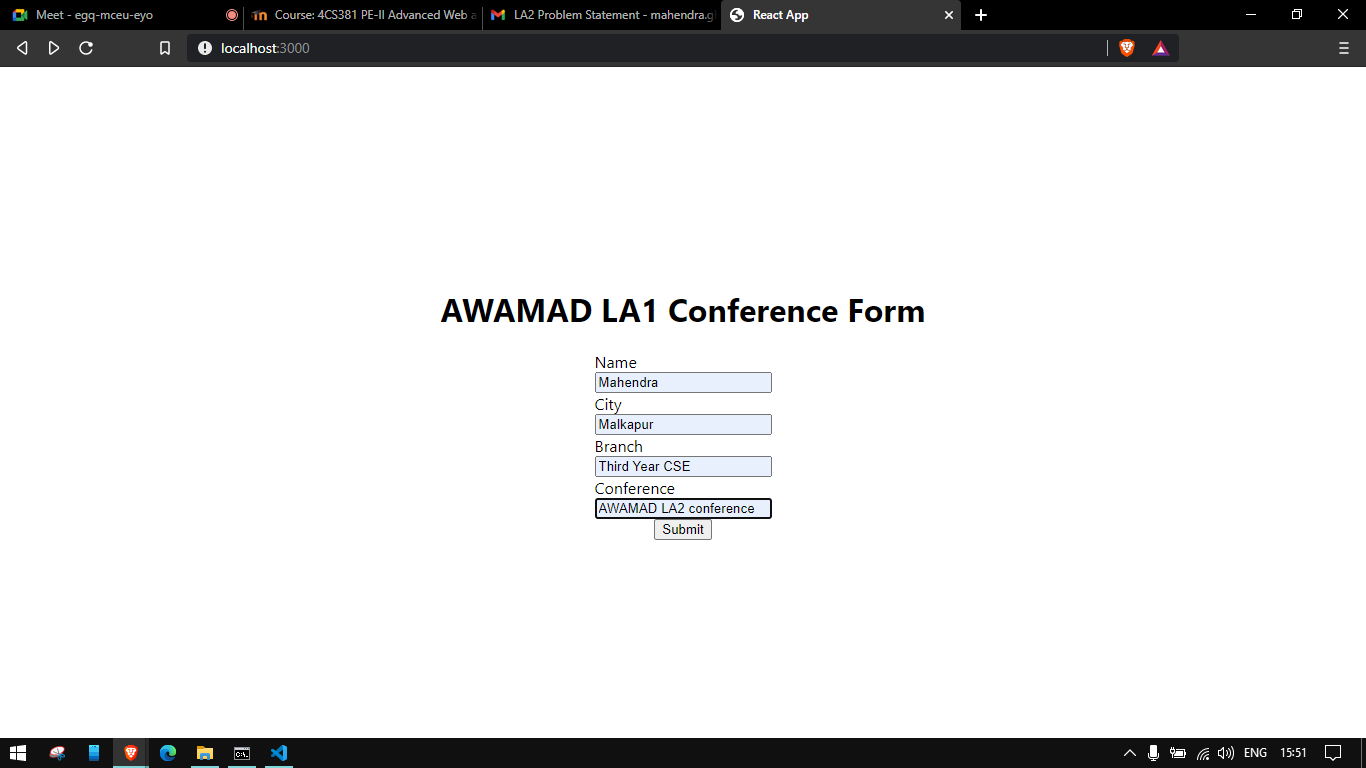 Meet - egq-mceu-eyo
Course: 4CS381 PE-II Advanced Web a
LA2 Problem Statement - mahendra.g
React App
localhost:3000
AWAMAD LA1 Conference Form
Name
Mahendra
City
Malkapur
Branch
Third Year CSE
Conference
AWAMAD LA2 conference
Submit
ENG
15:51